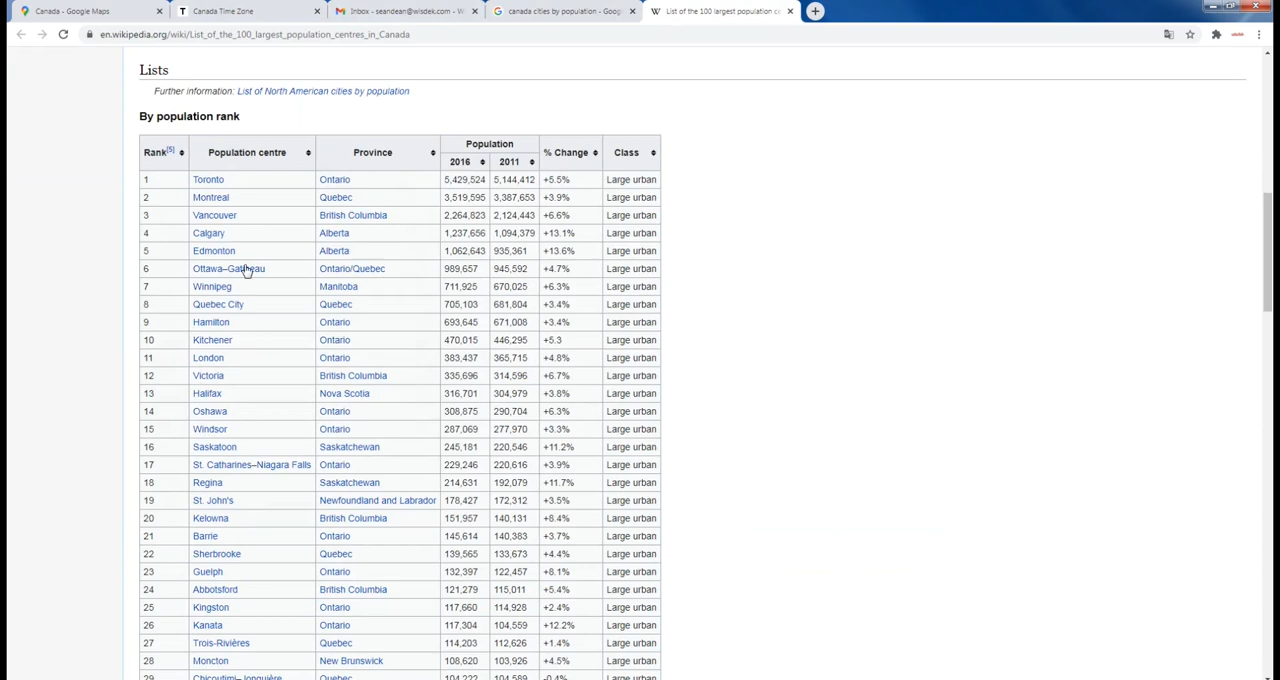 Canada - Google Maps
Canada Time Zone
Inbox - seandean@wisdek.com - W
canada cities by population - Goog
List of the 100 largest population ce
en.wikipedia.org/wiki/List_of_the_100_largest_population_centres_in_Canada
Lists
Further information: List of North American cities by population
By population rank
Rank[5] Population centre Province Population % Change Class
2016 2011
1 Toronto Ontario 5,429,524 5,144,412 +5.5% Large urban
2 Montreal Quebec 3,519,595 3,387,653 +3.9% Large urban
3 Vancouver British Columbia 2,264,823 2,124,443 +6.6% Large urban
4 Calgary Alberta 1,237,656 1,094,379 +13.1% Large urban
5 Edmonton Alberta 1,062,643 935,361 +13.6% Large urban
6 Ottawa–Gatineau Ontario/Quebec 989,657 945,592 +4.7% Large urban
7 Winnipeg Manitoba 711,925 670,025 +6.3% Large urban
8 Quebec City Quebec 705,103 681,804 +3.4% Large urban
9 Hamilton Ontario 693,645 671,008 +3.4% Large urban
10 Kitchener Ontario 470,015 446,295 +5.3 Large urban
11 London Ontario 383,437 365,715 +4.8% Large urban
12 Victoria British Columbia 335,696 314,596 +6.7% Large urban
13 Halifax Nova Scotia 316,701 304,979 +3.8% Large urban
14 Oshawa Ontario 308,875 290,704 +6.3% Large urban
15 Windsor Ontario 287,069 277,970 +3.3% Large urban
16 Saskatoon Saskatchewan 245,181 220,546 +11.2% Large urban
17 St. Catharines–Niagara Falls Ontario 229,246 220,616 +3.9% Large urban
18 Regina Saskatchewan 214,631 192,079 +11.7% Large urban
19 St. John's Newfoundland and Labrador 178,427 172,312 +3.5% Large urban
20 Kelowna British Columbia 151,957 140,131 +8.4% Large urban
21 Barrie Ontario 145,614 140,383 +3.7% Large urban
22 Sherbrooke Quebec 139,565 133,673 +4.4% Large urban
23 Guelph Ontario 132,397 122,457 +8.1% Large urban
24 Abbotsford British Columbia 121,279 115,011 +5.4% Large urban
25 Kingston Ontario 117,660 114,928 +2.4% Large urban
26 Kanata Ontario 117,304 104,559 +12.2% Large urban
27 Trois-Rivières Quebec 114,203 112,626 +1.4% Large urban
28 Moncton New Brunswick 108,620 103,926 +4.5% Large urban
29 Chicoutimi–Jonquière Quebec 104,222 104,589 -0.4% Large urban